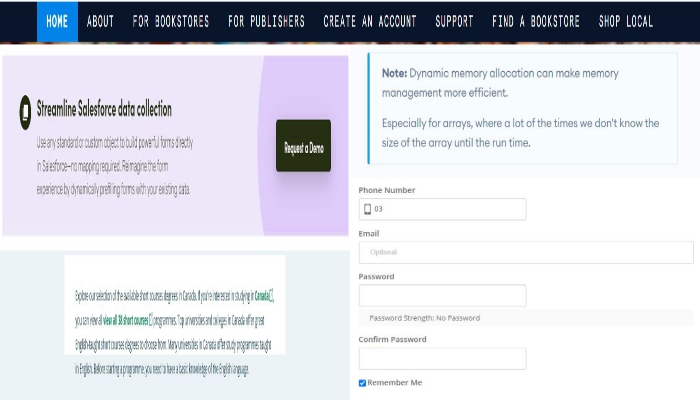 HOME ABOUT FOR BOOKSTORES FOR PUBLISHERS CREATE AN ACCOUNT SUPPORT FIND A BOOKSTORE SHOP LOCAL
Streamline Salesforce data collection
Use any standard or custom object to build powerful forms directly
in Salesforce—no mapping required. Reimagine the form
experience by dynamically prefilling forms with your existing data.
Request a Demo
Note: Dynamic memory allocation can make memory
management more efficient.
Especially for arrays, where a lot of the times we don't know the
size of the array until the run time.
Explore our selection of the available short courses degrees in Canada. If you're interested in studying in Canada,
you can view all view all 38 short courses programmes. Top universities and colleges in Canada offer great
English-taught short courses degrees to choose from. Many universities in Canada offer study programmes taught
in English. Before starting a programme, you need to have a basic knowledge of the English language.
Phone Number
03
Email
Optional
Password
Password Strength: No Password
Confirm Password
Remember Me